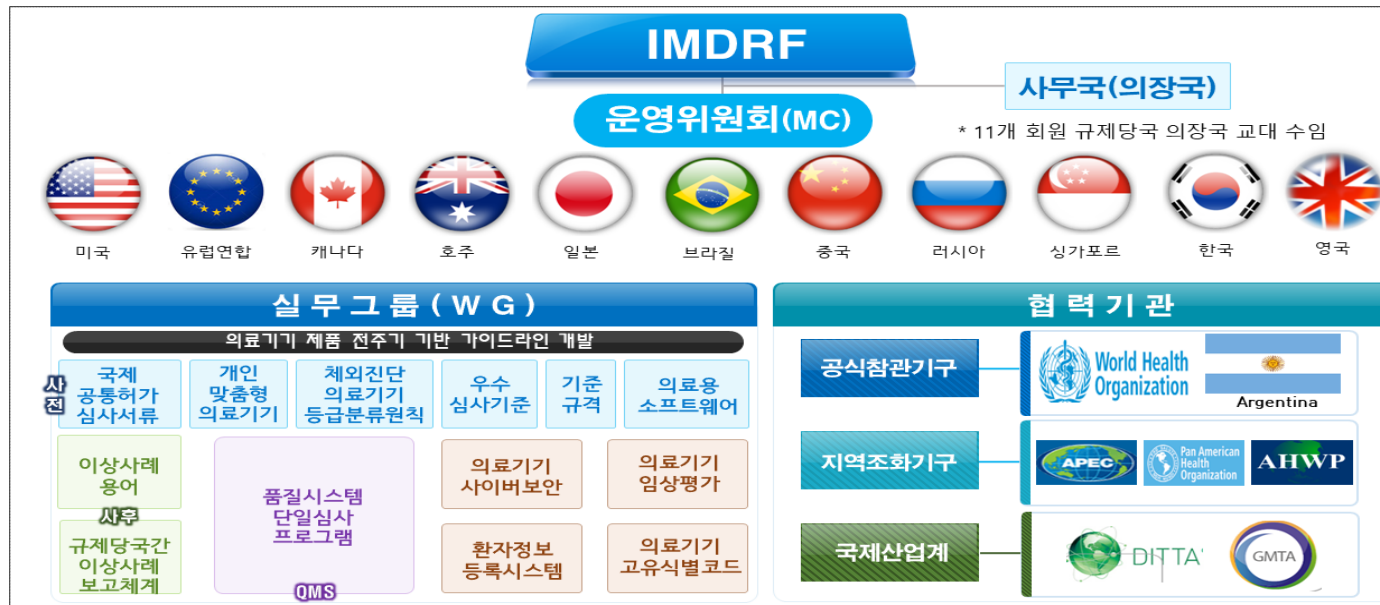 IMDRF
사무국(의장국)
운영위원회(MC)
* 11개 회원 규제당국 의장국 교대 수임
미국
유럽연합
캐나다
호주
일본
브라질
중국
러시아
싱가포르
한국
영국
실무그룹(WG)
의료기기 제품 전주기 기반 가이드라인 개발
사전
국제
공통허가
심사서류
개인
맞춤형
의료기기
체외진단
의료기기
등급분류원칙
우수
심사기준
기준
규격
의료용
소프트웨어
이상사례
용어
사후
규제당국간
이상사례
보고체계
품질시스템
단일심사
프로그램
QMS
의료기기
사이버보안
의료기기
임상평가
환자정보
등록시스템
의료기기
고유식별코드
협력기관
공식참관기구
World Health
Organization
Argentina
지역조화기구
APEC
Pan American
Health
Organization
AHWP
국제산업계
DITTA
GMTA